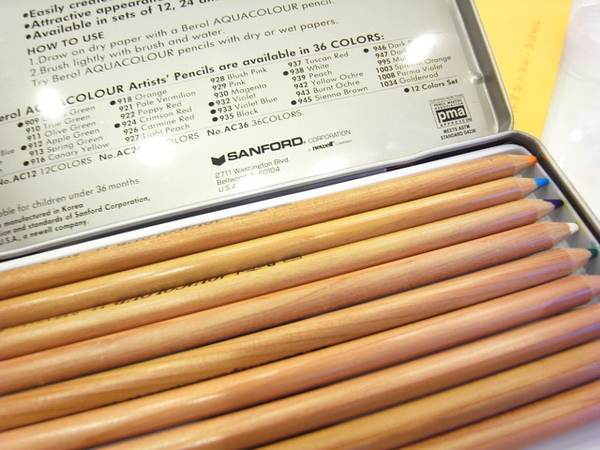 •Easily create
•Attractive appearan
•Available in sets of 12, 24 an
HOW TO USE
1.Draw on dry paper with a Berol AQUACOLOUR pencil.
2.Brush lightly with brush and water.
Try Berol AQUACOLOUR pencils with dry or wet papers.
erol AQUACOLOUR Artists' Pencils are available in 36 COLORS:
●909 Green
910 Green
911 Olive Green
●912 Apple Green
913 Spring Green
●916 Canary Yellow
●918 Orange
921 Pale Vermilion
922 Poppy Red
●924 Crimson Red
926 Carmine Red
927 Light Peach
928 Blush Pink
929 Pink
930 Magenta
●932 Violet
●933 Violet Blue
●935 Black
937 Tuscan Red
●938 White
939 Peach
●942 Yellow Ochre
943 Burnt Ochre
●945 Sienna Brown
●946 Dark
947 Dark
995
1003 Orange
1008 Parma Violet
1034 Goldenrod
●12 Colors Set
No.AC12 12COLORS No.AC2 COLORS No.AC36 36COLORS.
pma
MEETS ASTM
STANDARD D4236
SANFORD CORPORATION
a newell company
2711 Washington Blvd.
Bellwood, IL 60104
U.S.A.
ble for children under 36 months.
manufactured in Korea
ion and standards of Sanford Corporation,
U.S.A., a newell company.